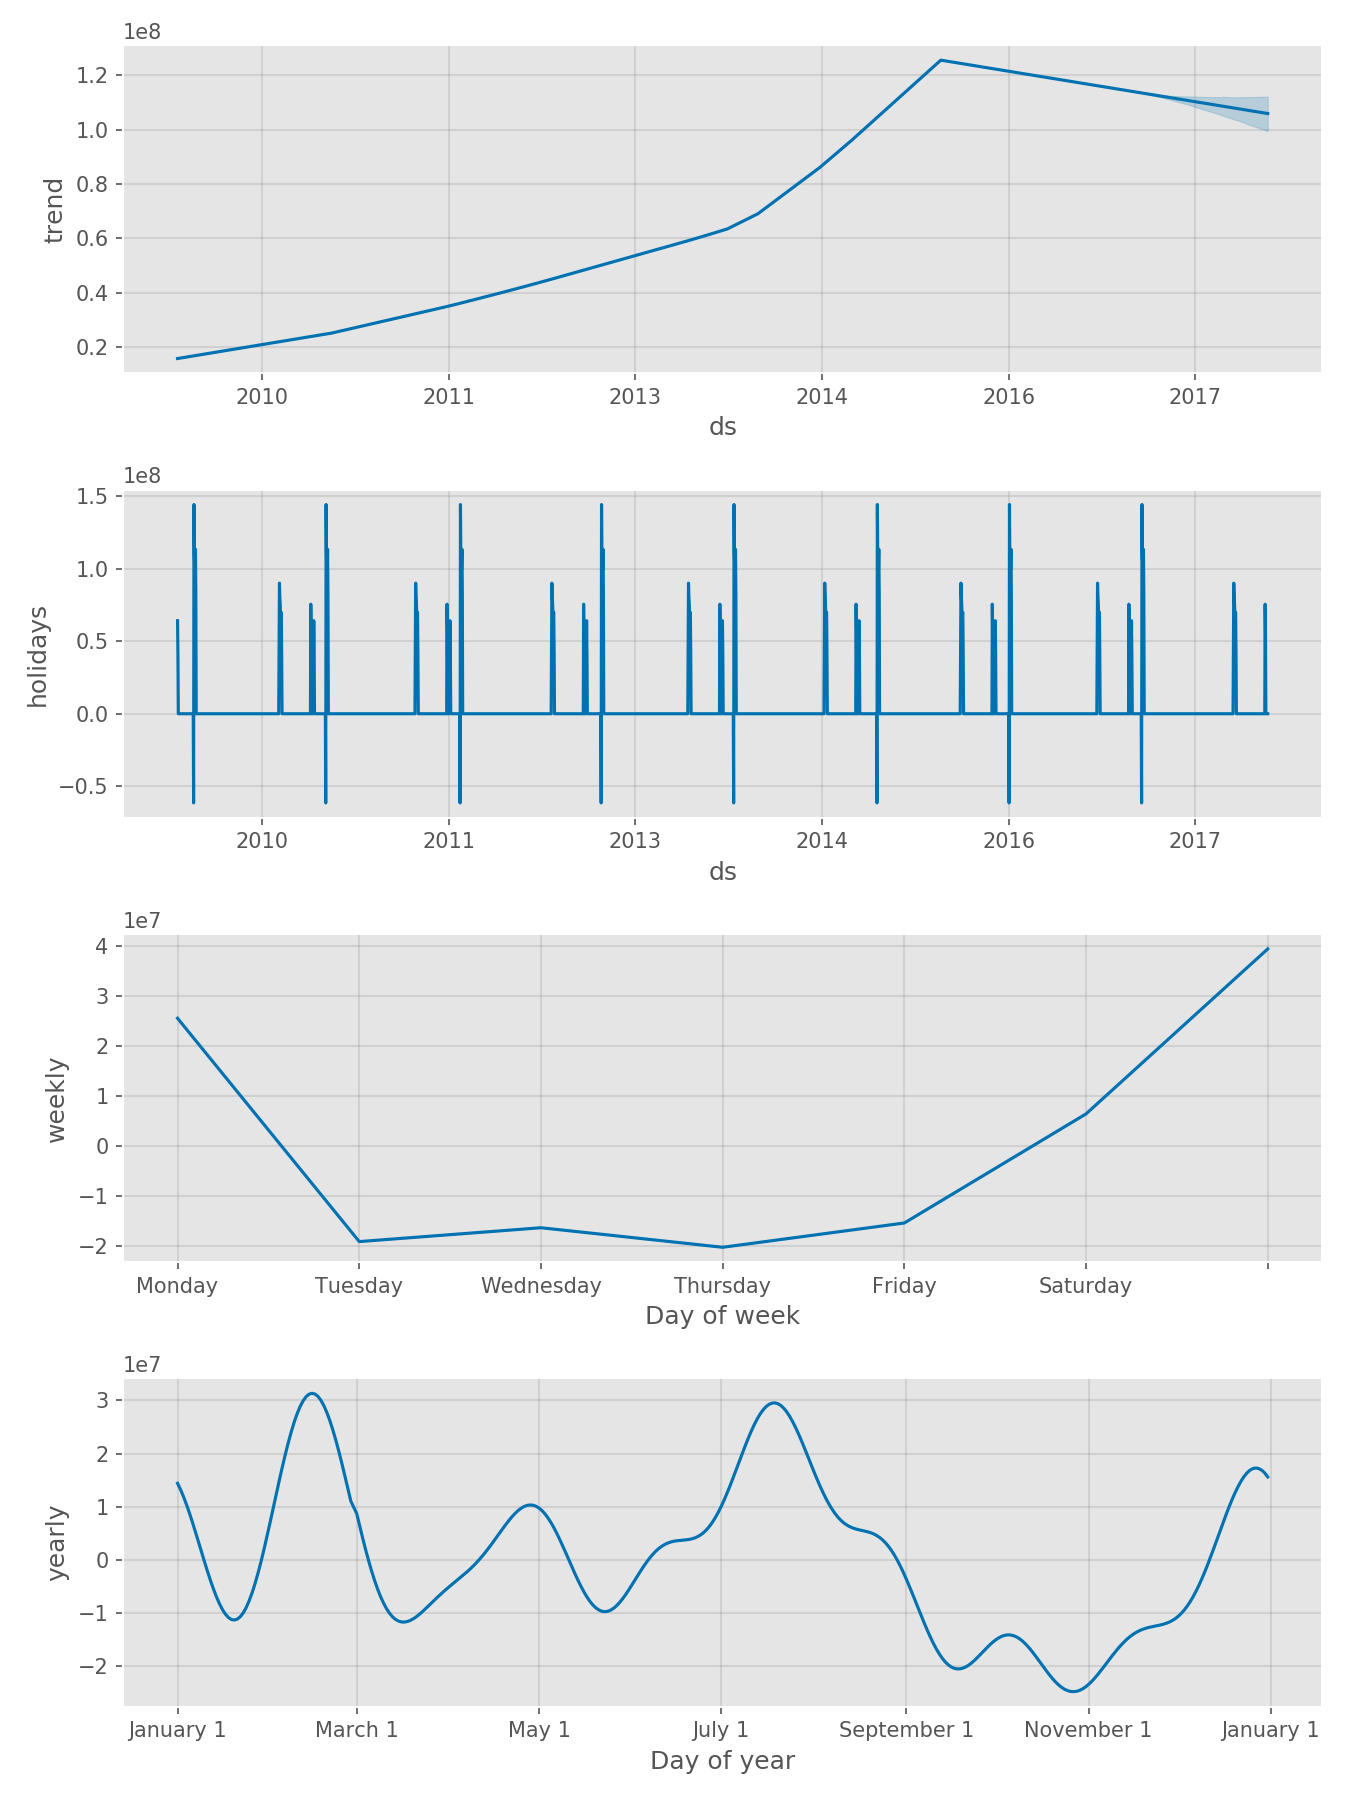 1e8
trend
1.2
1.0
0.8
0.6
0.4
0.2
2010 2011 2013 2014 2016 2017
ds
1e8
holidays
1.5
1.0
0.5
0.0
−0.5
2010 2011 2013 2014 2016 2017
ds
1e7
weekly
4
3
2
1
0
−1
−2
Monday Tuesday Wednesday Thursday Friday Saturday
Day of week
1e7
yearly
3
2
1
0
−1
−2
January 1 March 1 May 1 July 1 September 1 November 1 January 1
Day of year